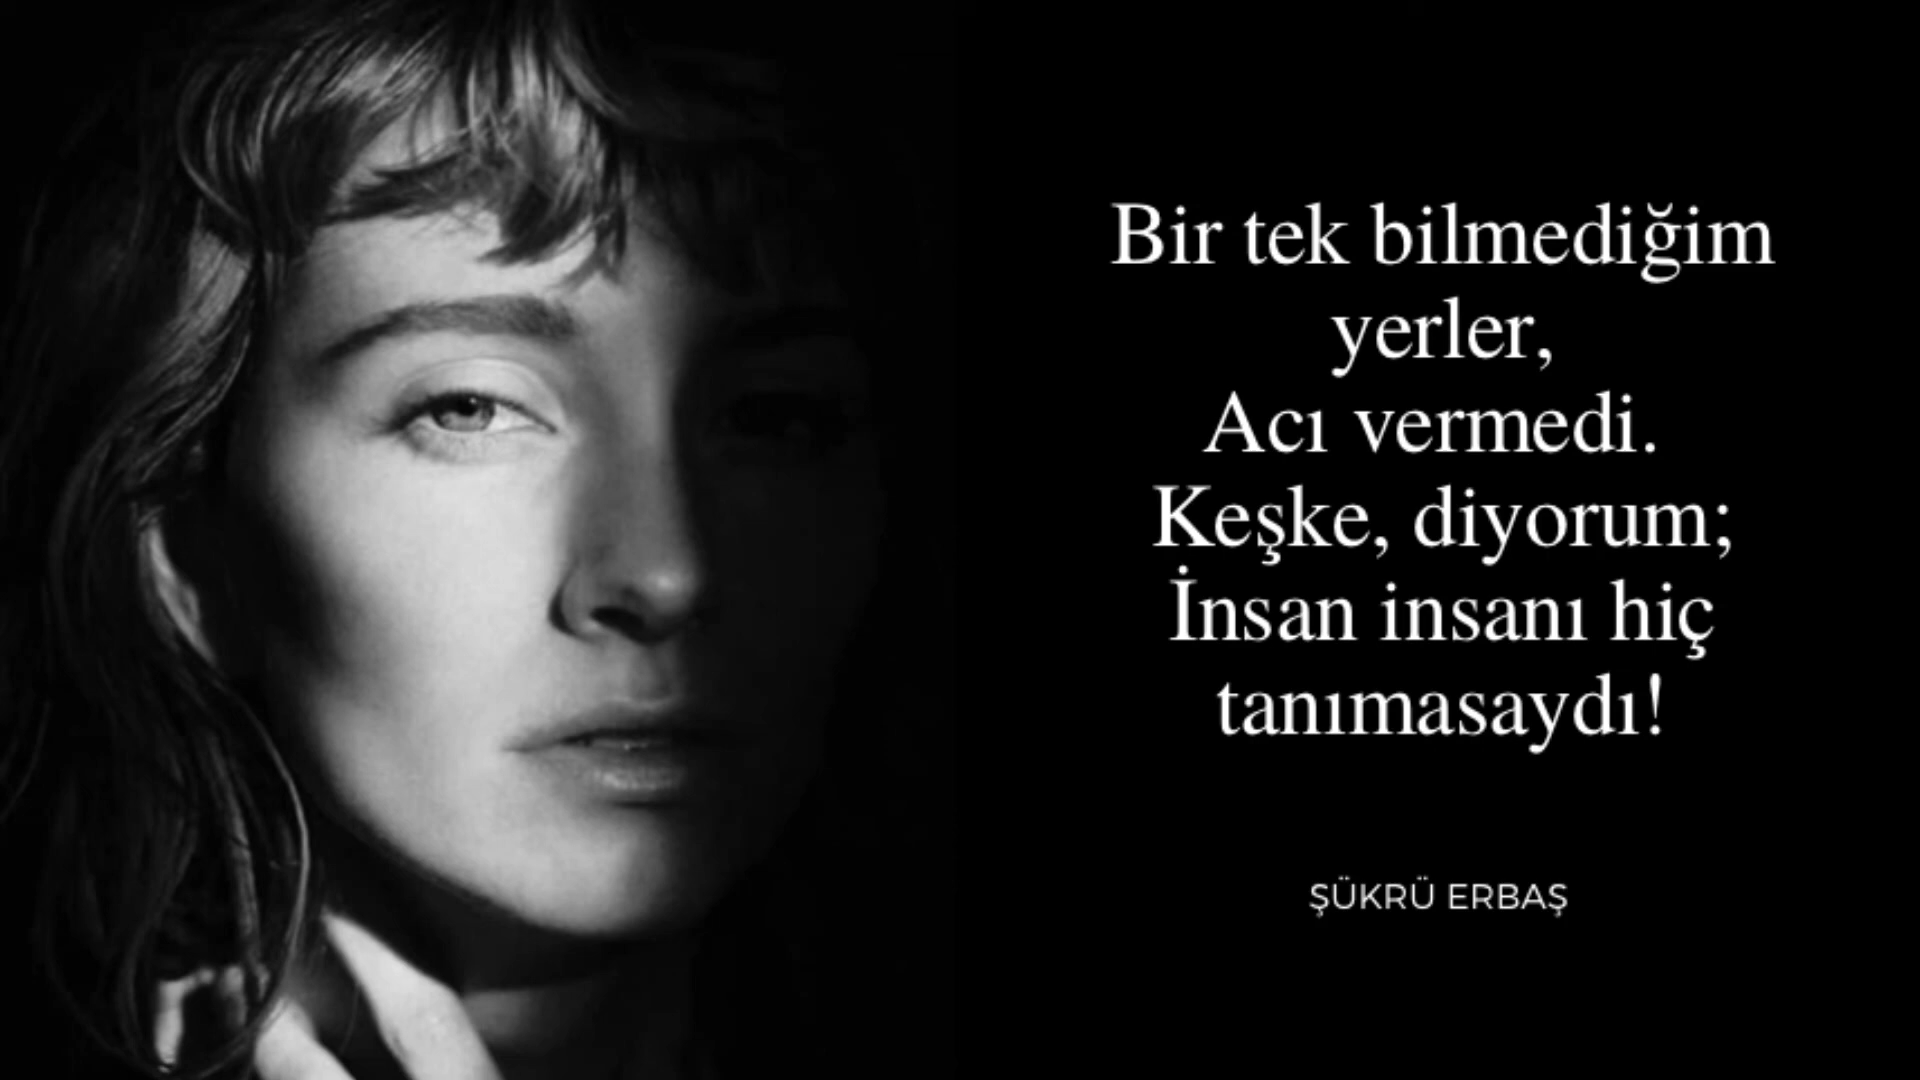 Bir tek bilmediğim
yerler,
Acı vermedi.
Keşke, diyorum;
İnsan insanı hiç
tanımasaydı!
ŞÜKRÜ ERBAŞ